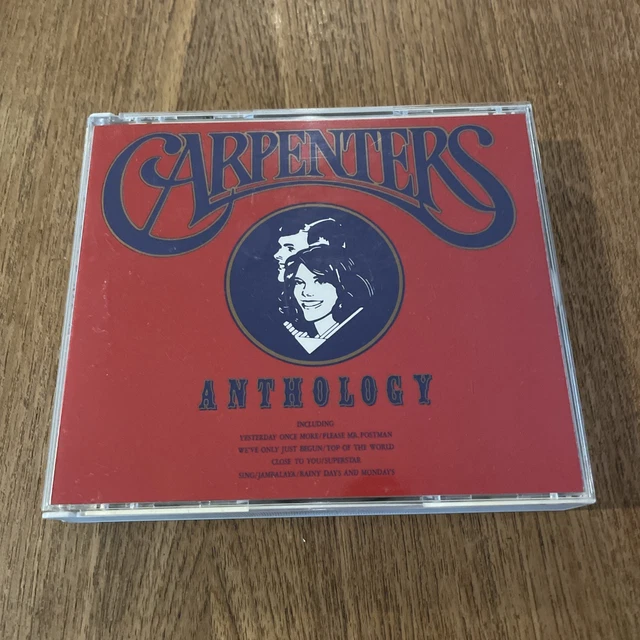 CARPENTERS
ANTHOLOGY
INCLUDING
YESTERDAY ONCE MORE/PLEASE MR. POSTMAN
WE'VE ONLY JUST BEGUN/TOP OF THE WORLD
CLOSE TO YOU/SUPERSTAR
SING/JAMBALAYA/RAINY DAYS AND MONDAYS